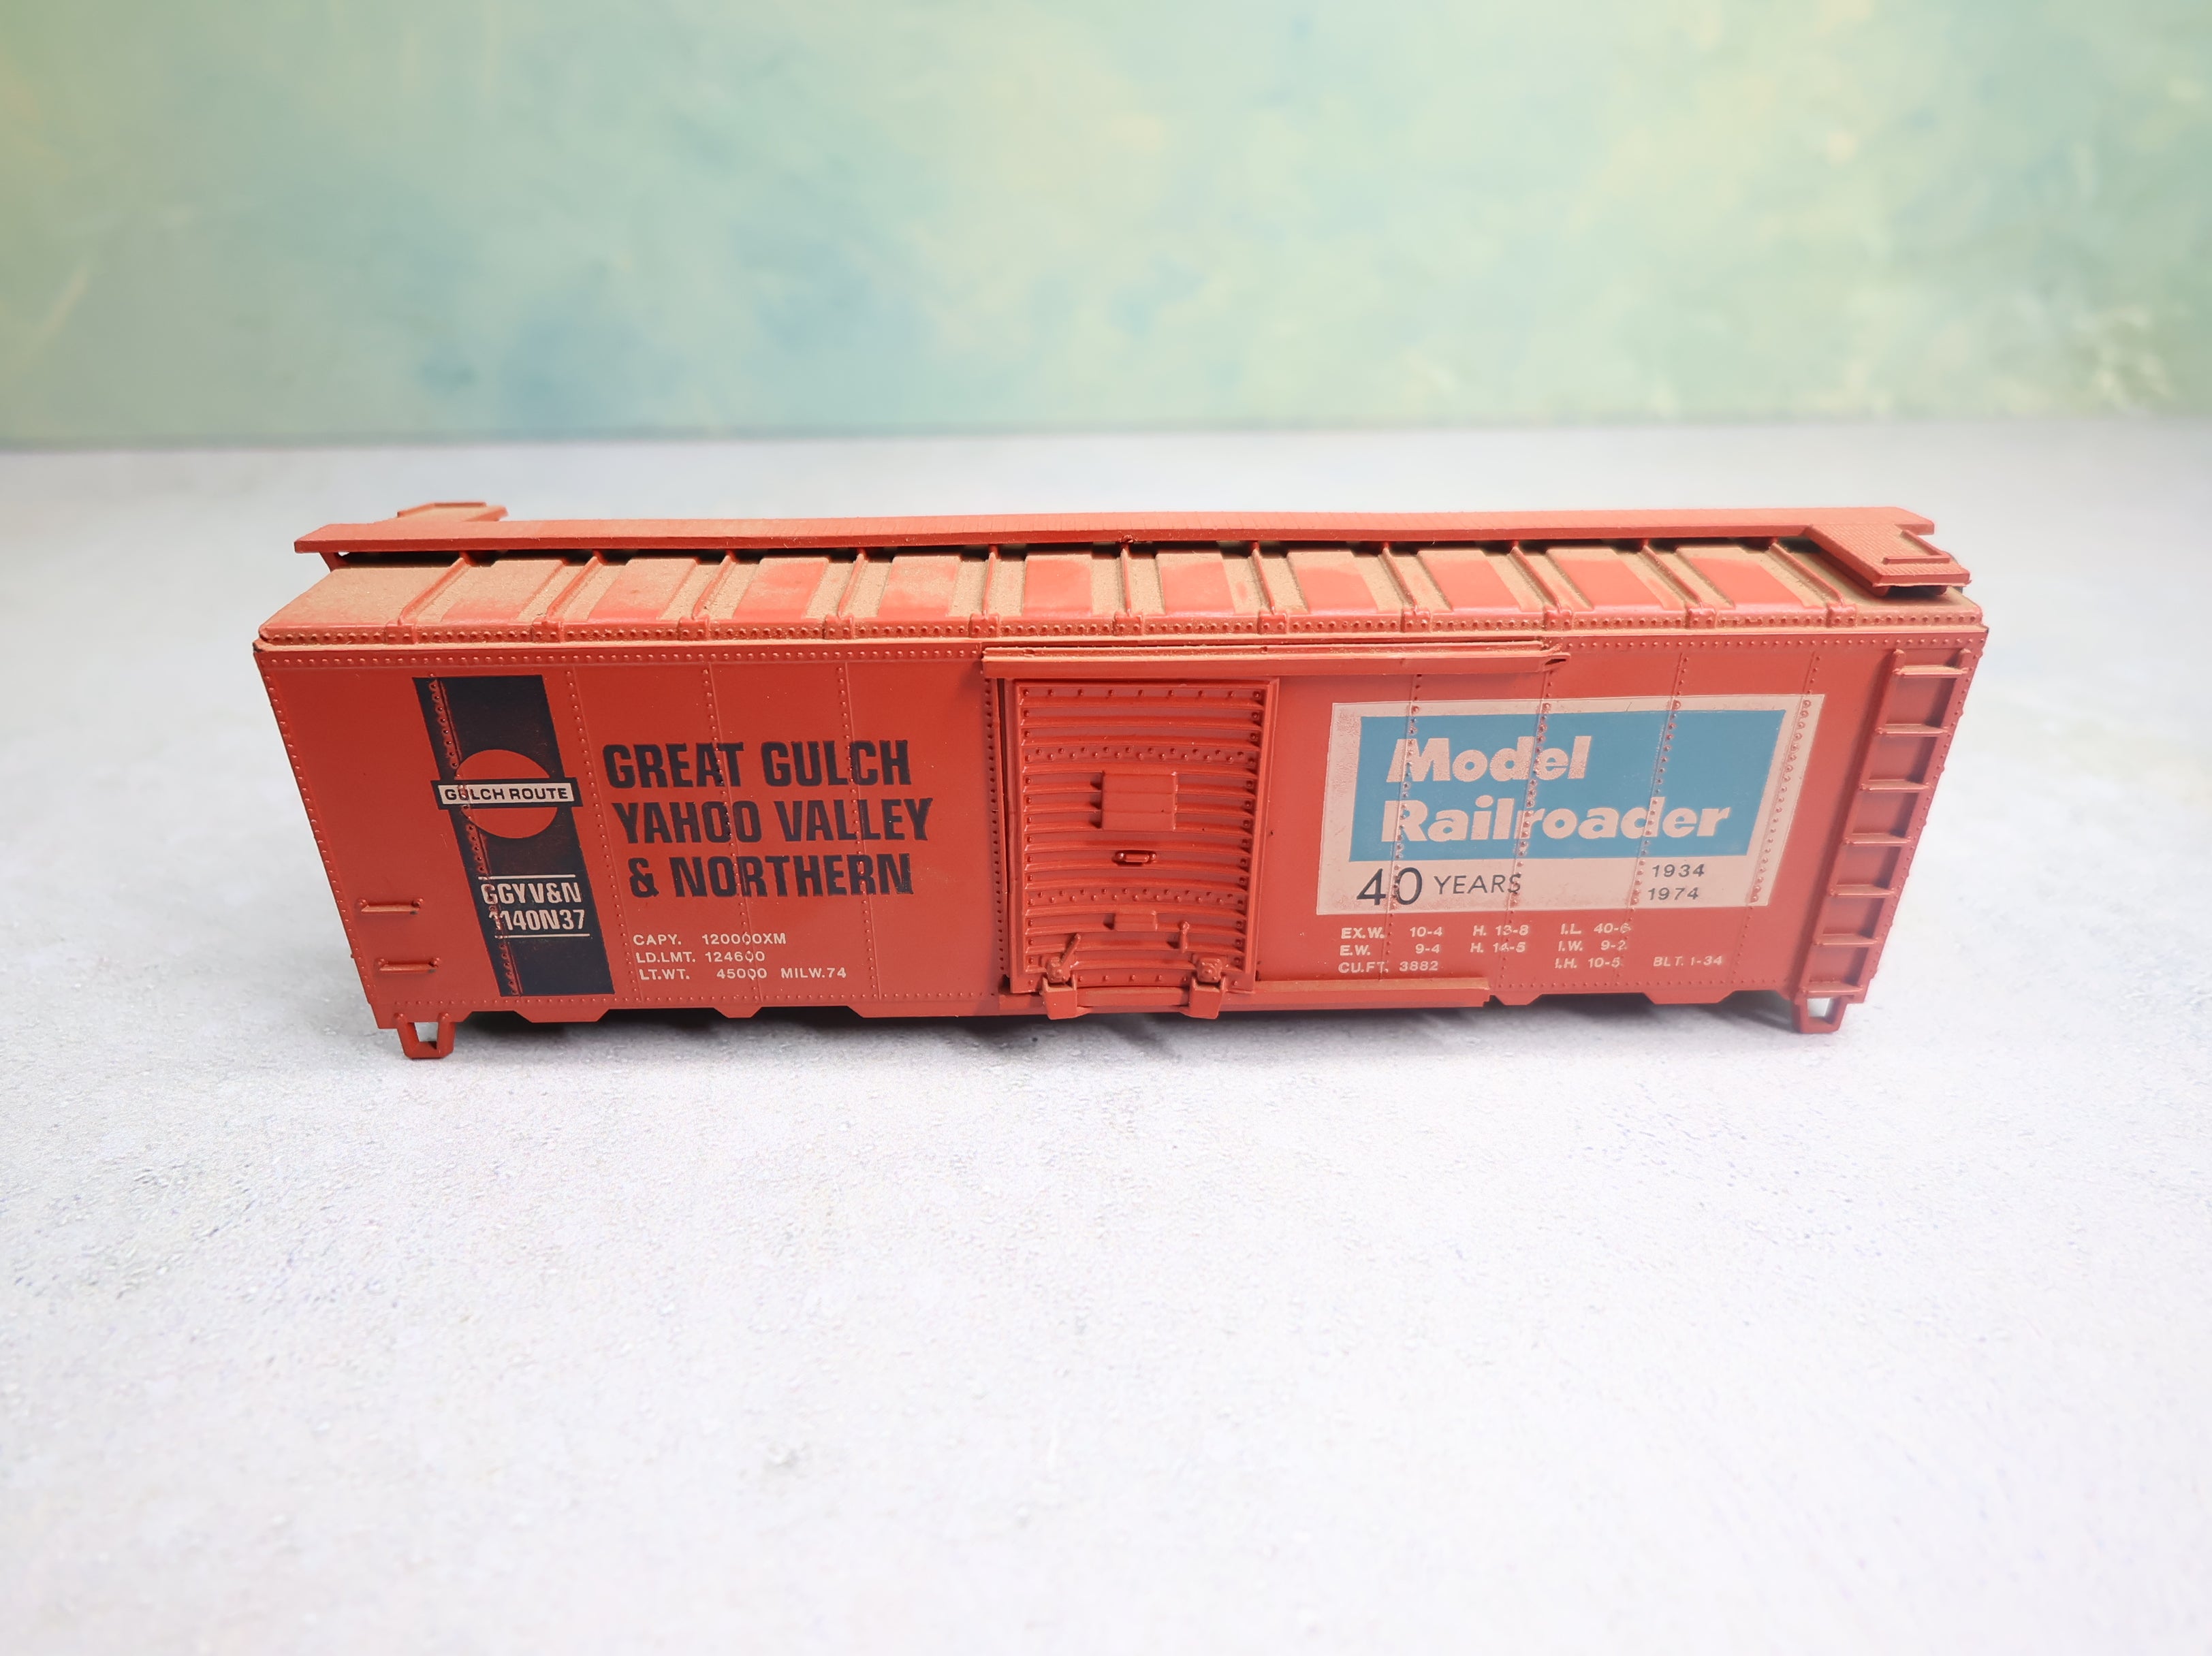 GULCH ROUTE
GGYV&N
1140N37
GREAT GULCH
YAHOO VALLEY
& NORTHERN
CAPY. 120000XM
LD.LMT. 124600
LT.WT. 45000 MILW.74
Model
Railroader
40 YEARS
1934
1974
EX.W. 10-4 H. 13-8 I.L. 40-6
E.W. 9-4 H. 14-5 I.W. 9-2
CU.FT. 3882 I.H. 10-5 BLT. 1-34